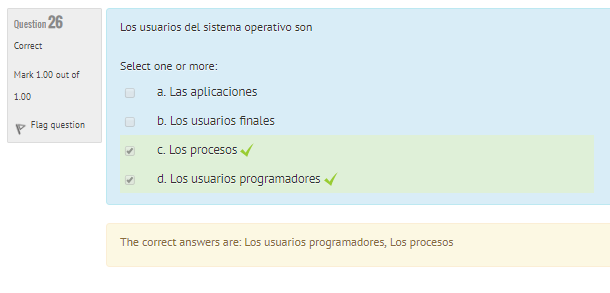 Question 26
Correct
Mark 1.00 out of
1.00
Flag question
Los usuarios del sistema operativo son
Select one or more:
a. Las aplicaciones
b. Los usuarios finales
c. Los procesos
d. Los usuarios programadores
The correct answers are: Los usuarios programadores, Los procesos